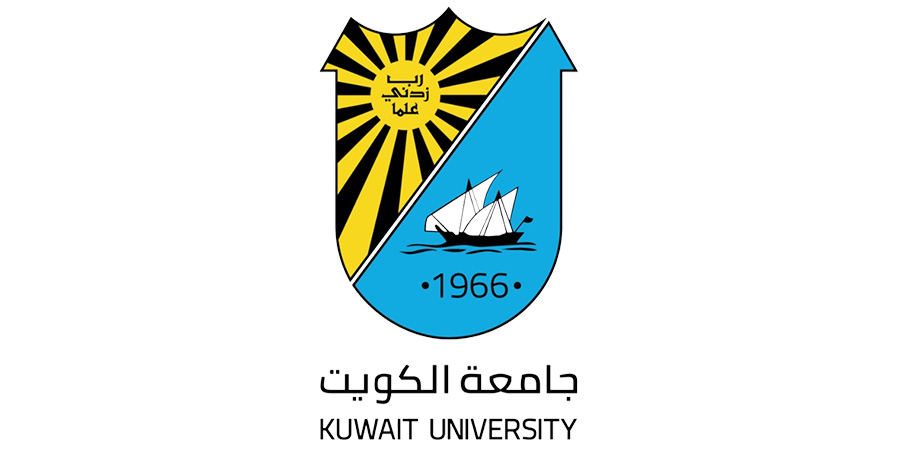 رب
زدني
علما
•1966•
جامعة الكويت
KUWAIT UNIVERSITY